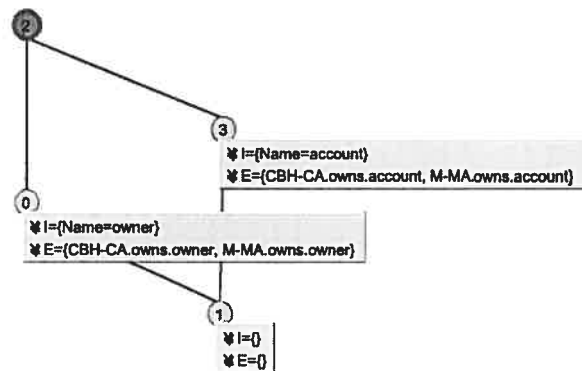 2
3
I={Name=account}
E={CBH-CA.owns.account, M-MA.owns.account}
0
I={Name=owner}
E={CBH-CA.owns.owner, M-MA.owns.owner}
1
I={}
E={}